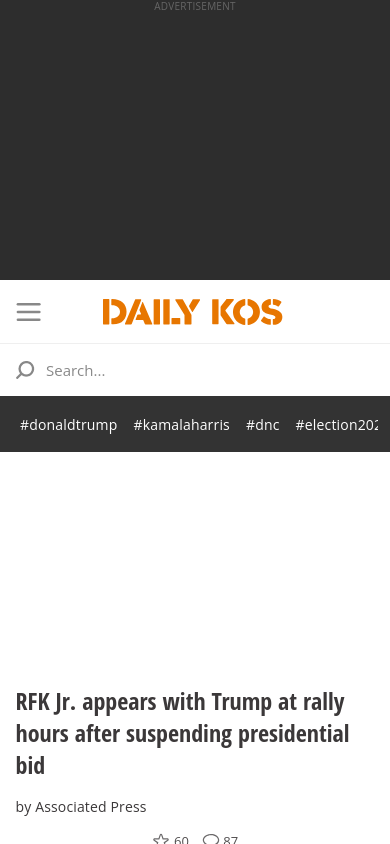 ADVERTISEMENT
DAILY KOS
Search...
#donaldtrump #kamalaharris #dnc #election202
RFK Jr. appears with Trump at rally
hours after suspending presidential
bid
by Associated Press
60 87